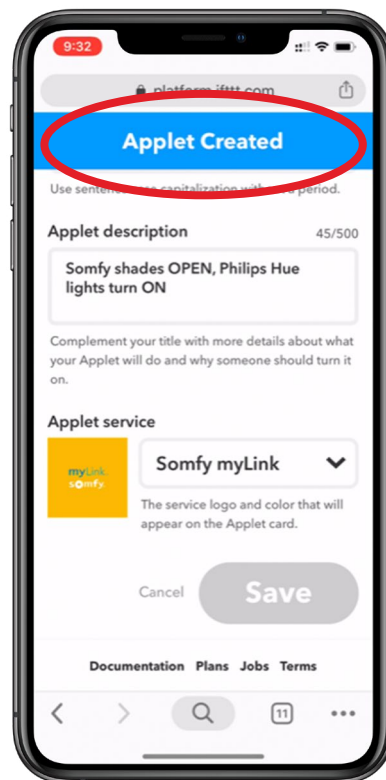 9:32
platform.ifttt.com
Applet Created
Use sentence case capitalization without a period.
Applet description
45/500
Somfy shades OPEN, Philips Hue
lights turn ON
Complement your title with more details about what
your Applet will do and why someone should turn it
on.
Applet service
myLink.
somfy.
Somfy myLink
The service logo and color that will
appear on the Applet card.
Cancel
Save
Documentation Plans Jobs Terms
11